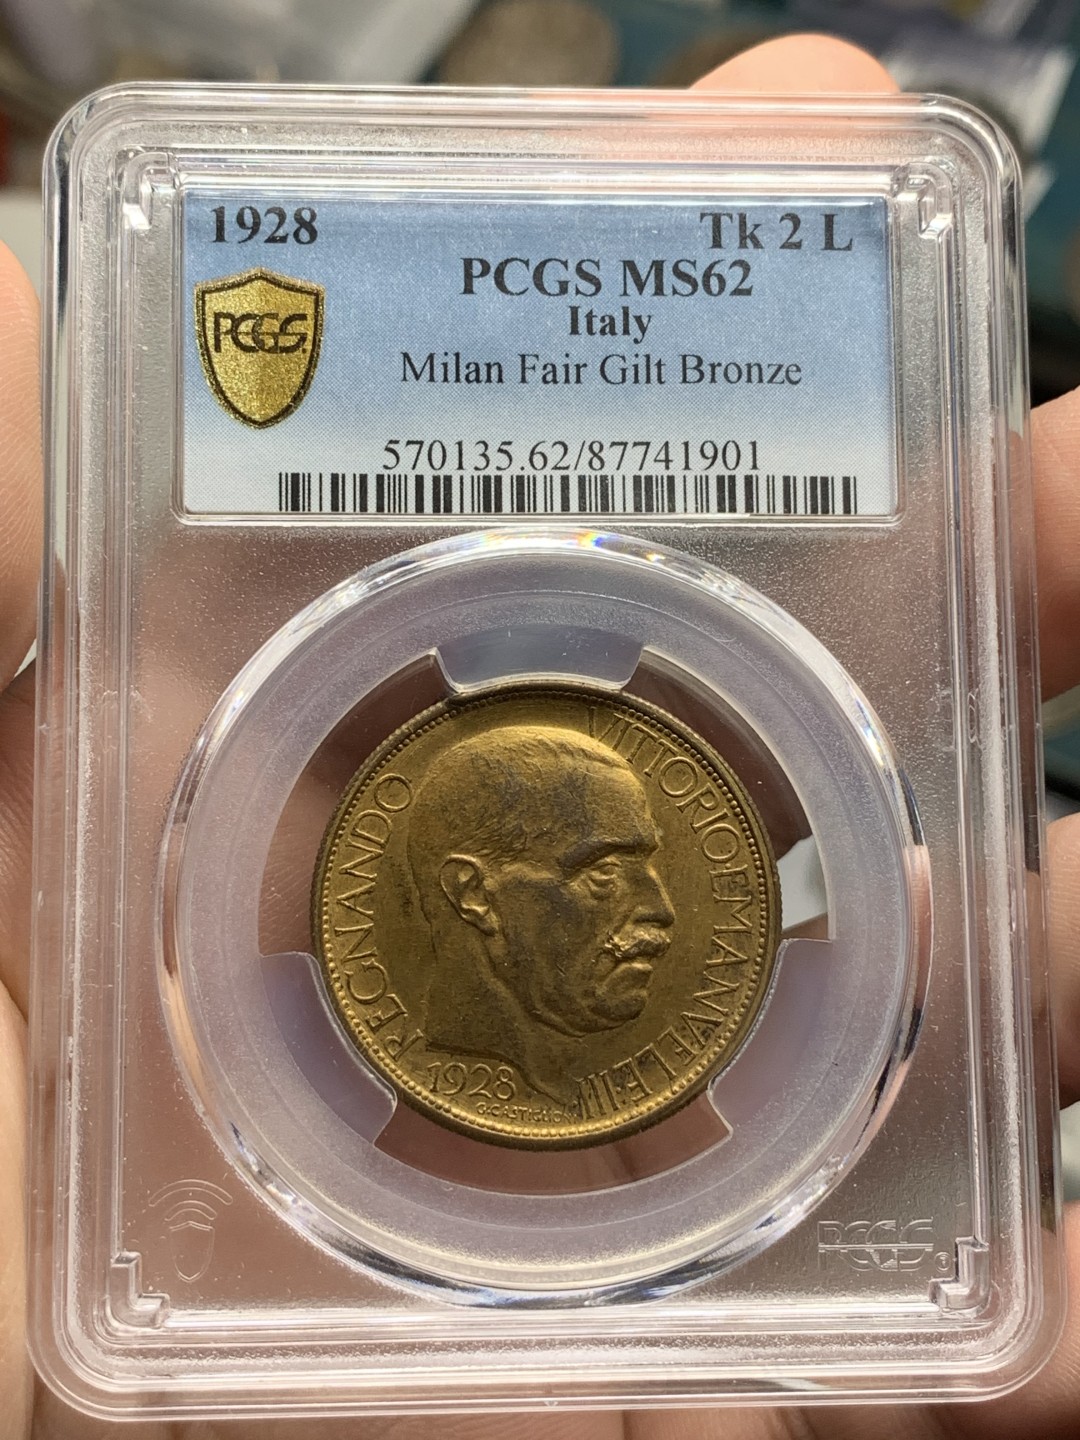 1928 Tk 2 L
PCGS MS62
Italy
Milan Fair Gilt Bronze
PCGS
570135.62/87741901
REGNANDO VITTORIO EMANVELE III
1928
G.CASTIGLIONI
PCGS